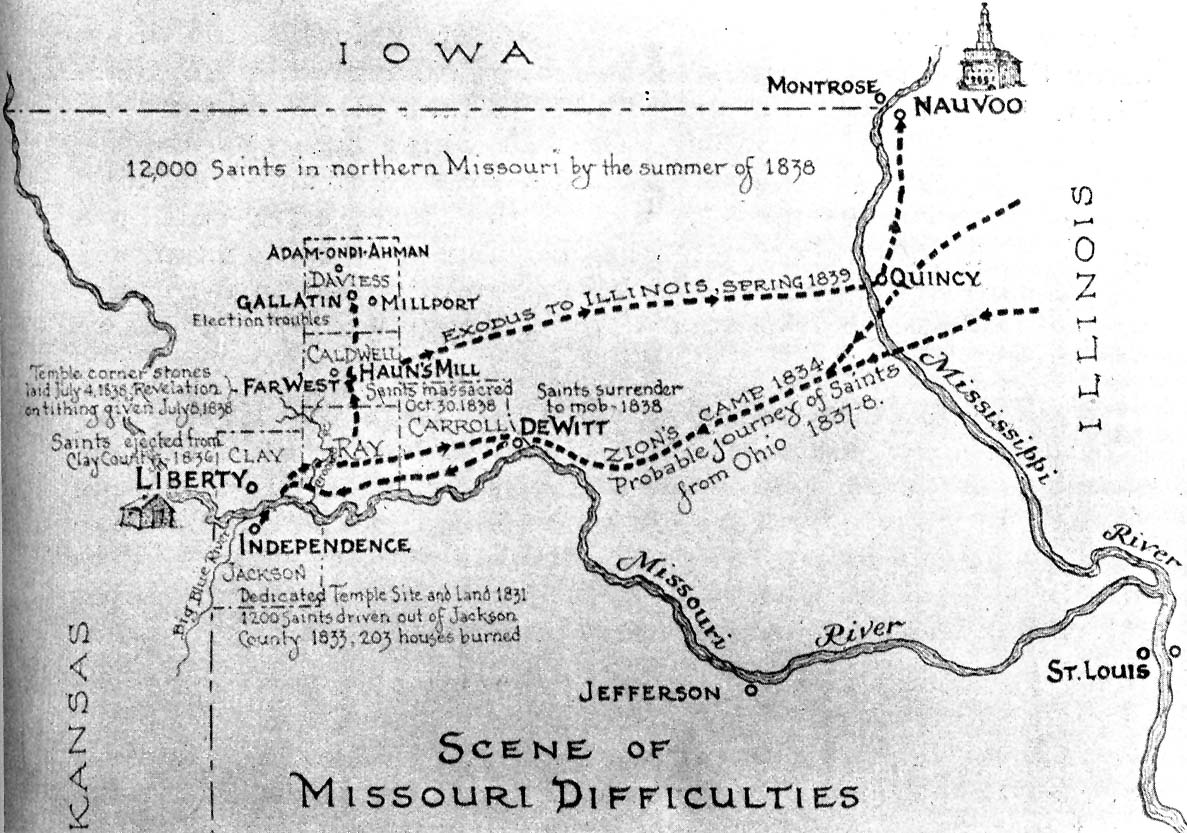 IOWA
MONTROSE
NAUVOO
12,000 Saints in northern Missouri by the summer of 1838
ILLINOIS
ADAM-ONDI-AHMAN
DAVIESS
GALLATIN
MILLPORT
Election troubles
EXODUS TO ILLINOIS, SPRING 1839
QUINCY
CALDWELL
HAUN'S MILL
Saints massacred
Oct. 30, 1838
Temple corner stones
laid July 4, 1838, Revelation
on tithing given July 8, 1838
FAR WEST
Saints surrender
to mob - 1838
CARROLL
DEWITT
ZION'S CAMP 1834
Probable journey of Saints
from Ohio 1837-8.
Mississippi
River
Saints ejected from
Clay County - 1836
CLAY
RAY
LIBERTY
INDEPENDENCE
Big Blue River
JACKSON
Dedicated Temple Site and Land 1831
1200 Saints driven out of Jackson
County 1833, 203 houses burned
Missouri
River
ST. LOUIS
JEFFERSON
KANSAS
SCENE OF
MISSOURI DIFFICULTIES